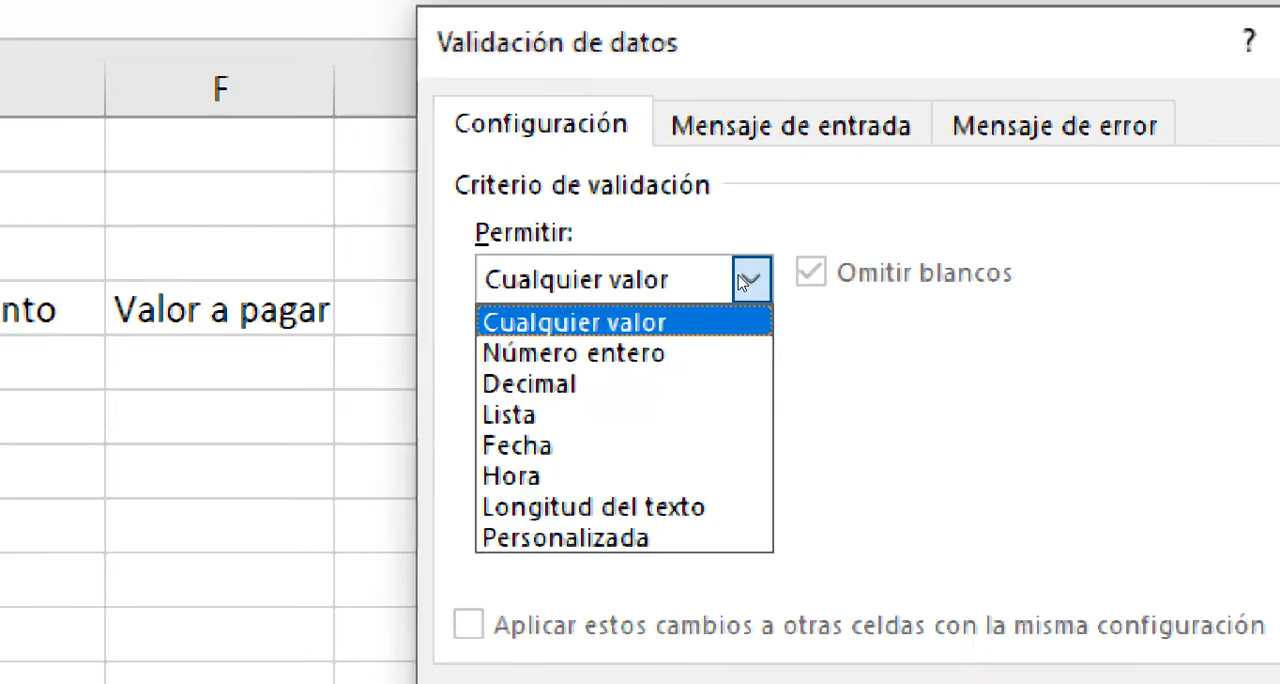 Validación de datos
?
F
Configuración
Mensaje de entrada
Mensaje de error
Criterio de validación
Permitir:
Cualquier valor
Omitir blancos
nto
Valor a pagar
Cualquier valor
Número entero
Decimal
Lista
Fecha
Hora
Longitud del texto
Personalizada
Aplicar estos cambios a otras celdas con la misma configuración